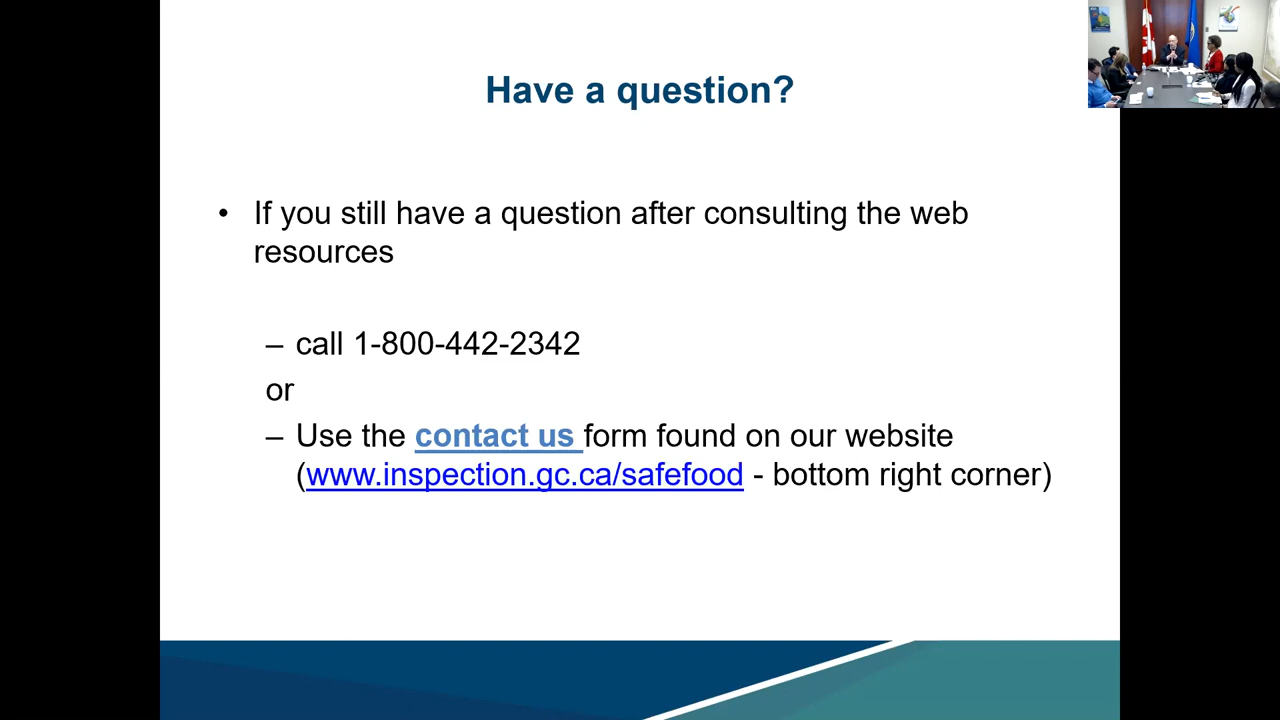 Have a question?
• If you still have a question after consulting the web
resources
– call 1-800-442-2342
or
– Use the contact us form found on our website
(www.inspection.gc.ca/safefood - bottom right corner)